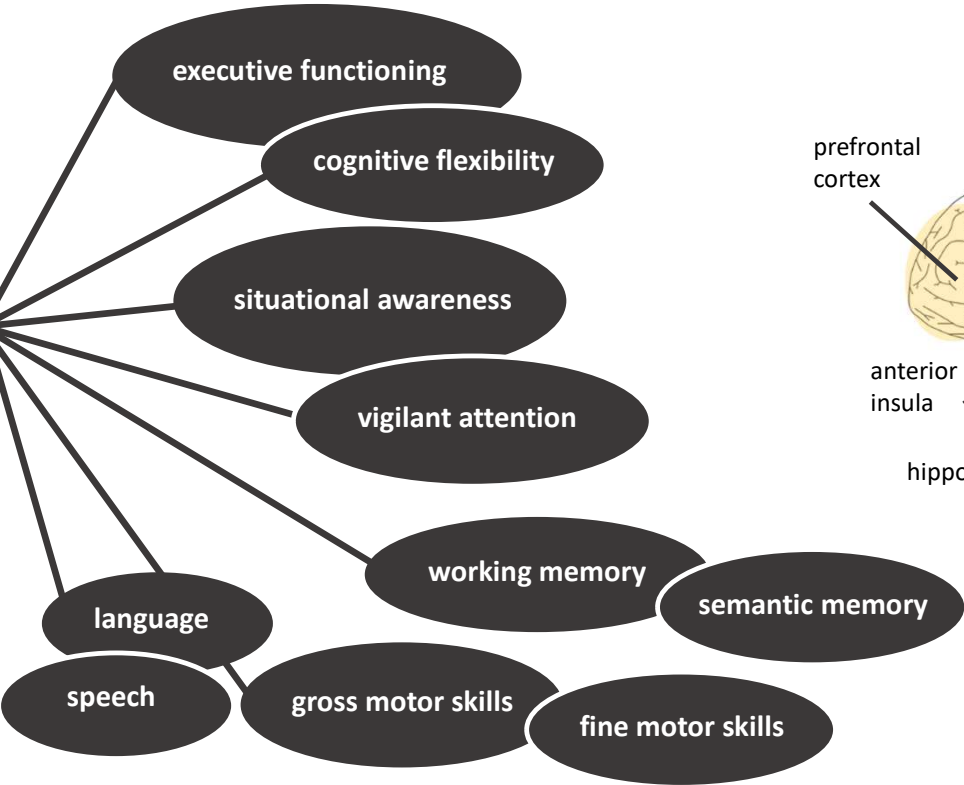 executive functioning
cognitive flexibility
situational awareness
vigilant attention
working memory
semantic memory
language
speech
gross motor skills
fine motor skills
prefrontal
cortex
anterior
insula